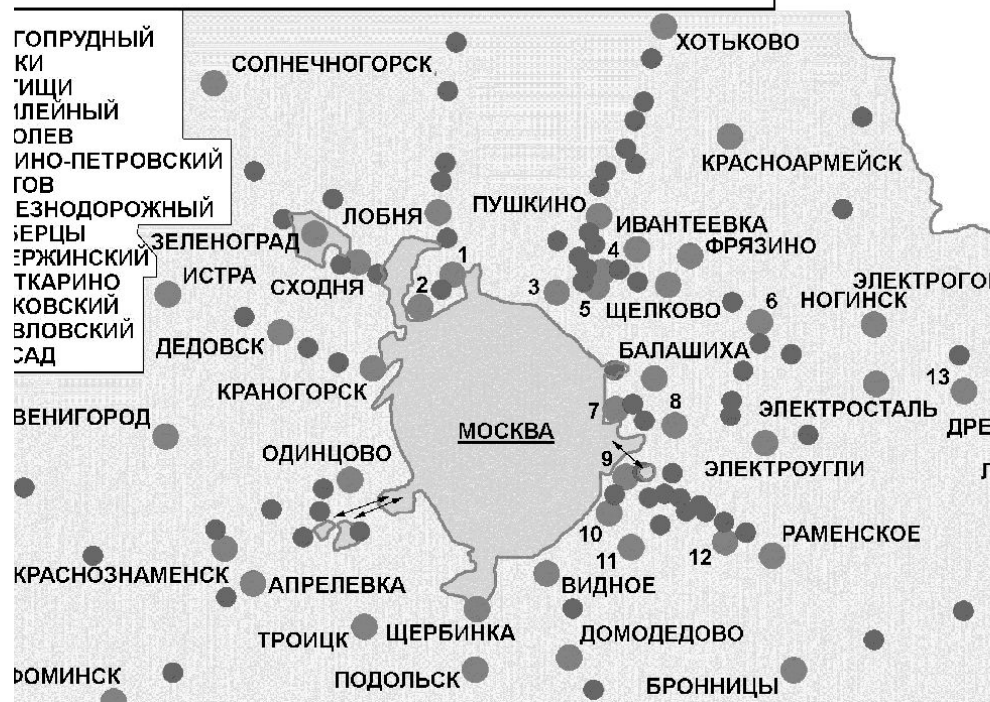 ГОПРУДНЫЙ
КИ
ТИЩИ
ИЛЕЙНЫЙ
ОЛЕВ
ИНО-ПЕТРОВСКИЙ
ТОВ
ЕЗНОДОРОЖНЫЙ
БЕРЦЫ
ЕРЖИНСКИЙ
ТКАРИНО
КОВСКИЙ
ВЛОВСКИЙ
САД
ХОТЬКОВО
СОЛНЕЧНОГОРСК
КРАСНОАРМЕЙСК
ПУШКИНО
ЛОБНЯ
ИВАНТЕЕВКА
ЗЕЛЕНОГРАД
4
ФРЯЗИНО
1
ИСТРА
СХОДНЯ
2
3
5
ЩЕЛКОВО
6
НОГИНСК
ЭЛЕКТРОГОР
ДЕДОВСК
БАЛАШИХА
КРАНОГОРСК
13
7
8
ЭЛЕКТРОСТАЛЬ
ВЕНИГОРОД
МОСКВА
ДРЕ
ОДИНЦОВО
9
ЭЛЕКТРОУГЛИ
Л
10
11
12
РАМЕНСКОЕ
КРАСНОЗНАМЕНСК
АПРЕЛЕВКА
ВИДНОЕ
ТРОИЦК
ЩЕРБИНКА
ДОМОДЕДОВО
ФОМИНСК
ПОДОЛЬСК
БРОННИЦЫ